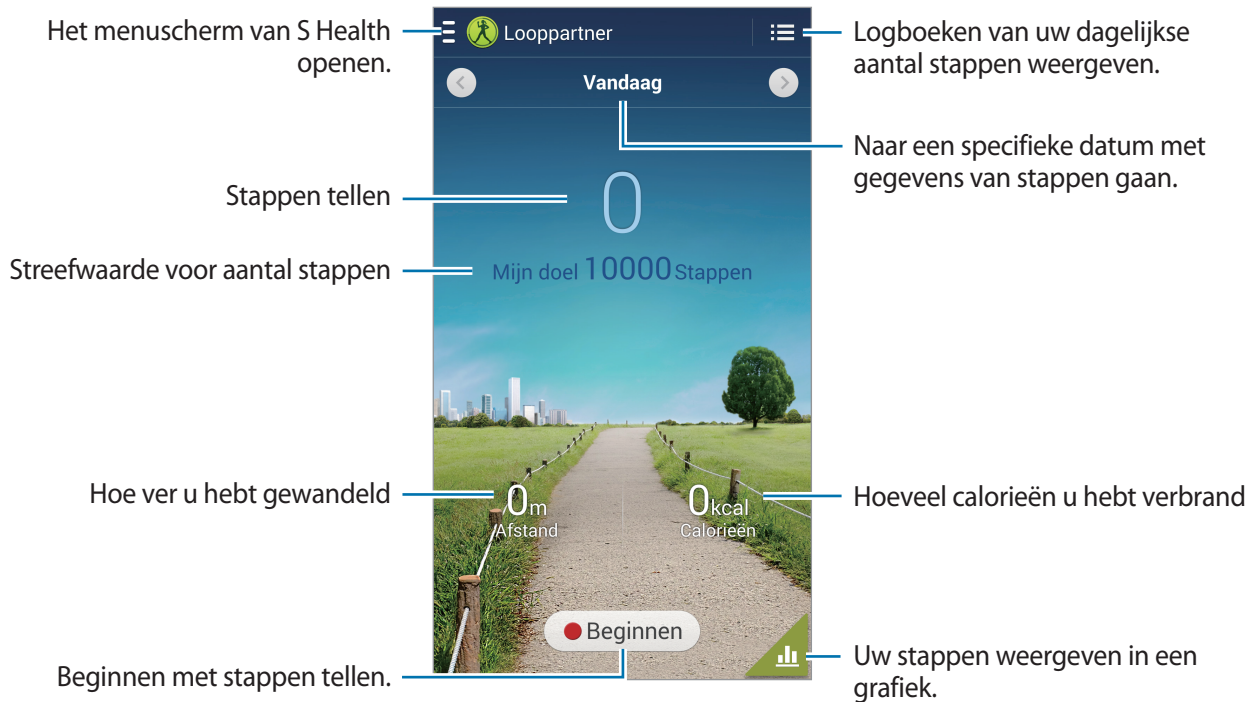 Het menuscherm van S Health
openen.
Looppartner
Logboeken van uw dagelijkse
aantal stappen weergeven.
Vandaag
Naar een specifieke datum met
gegevens van stappen gaan.
Stappen tellen
0
Streefwaarde voor aantal stappen
Mijn doel 10000 Stappen
Hoe ver u hebt gewandeld
0m
Afstand
0kcal
Calorieën
Hoeveel calorieën u hebt verbrand
Beginnen
Beginnen met stappen tellen.
Uw stappen weergeven in een
grafiek.